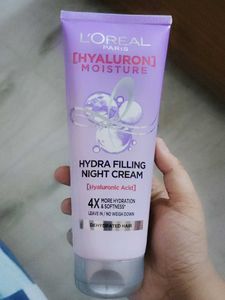 L'ORÉAL
PARIS
[HYALURON]
MOISTURE
HYDRA FILLING
NIGHT CREAM
[Hyaluronic Acid]
4X MORE HYDRATION
& SOFTNESS*
LEAVE IN / NO WEIGH DOWN
DEHYDRATED HAIR